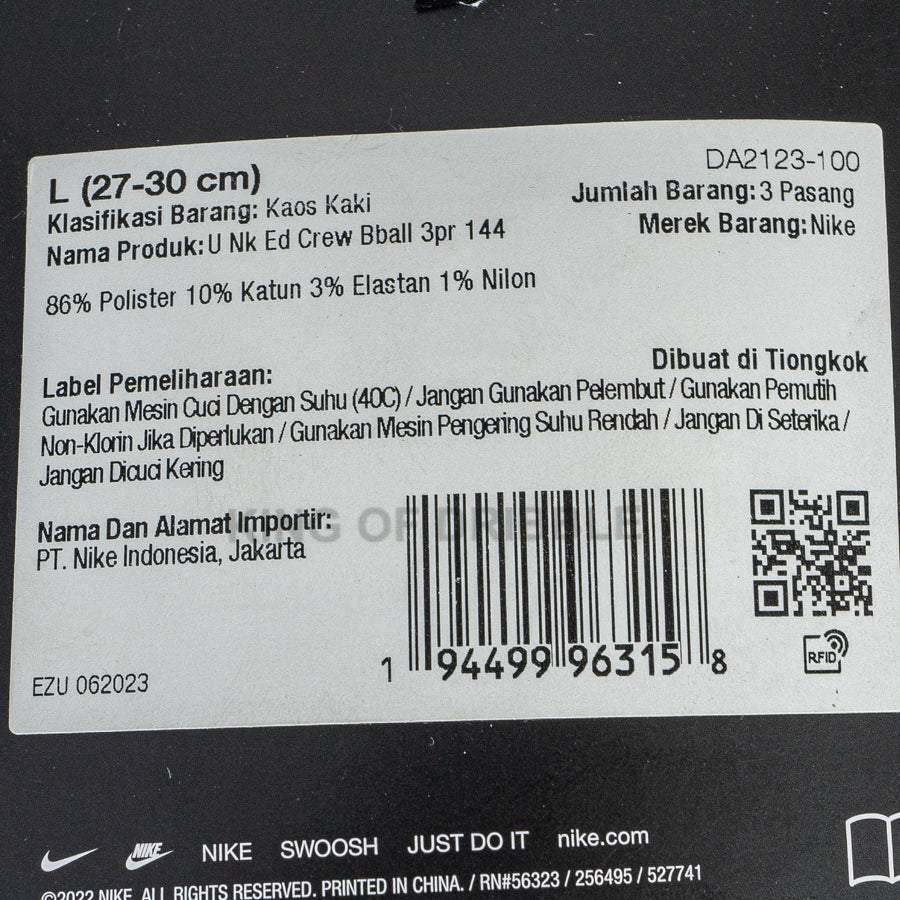 L (27-30 cm)
DA2123-100
Klasifikasi Barang: Kaos Kaki
Jumlah Barang: 3 Pasang
Nama Produk: U Nk Ed Crew Bball 3pr 144
Merek Barang: Nike
86% Polister 10% Katun 3% Elastan 1% Nilon
Dibuat di Tiongkok
Label Pemeliharaan:
Gunakan Mesin Cuci Dengan Suhu (40C) / Jangan Gunakan Pelembut / Gunakan Pemutih
Non-Klorin Jika Diperlukan / Gunakan Mesin Pengering Suhu Rendah / Jangan Di Seterika /
Jangan Dicuci Kering
KING OF DRIBBLE
Nama Dan Alamat Importir:
PT. Nike Indonesia, Jakarta
1 94499 96315 8
RFID
EZU 062023
NIKE NIKE SWOOSH JUST DO IT nike.com
©2022 NIKE. ALL RIGHTS RESERVED. PRINTED IN CHINA. / RN#56323 / 256495 / 527741